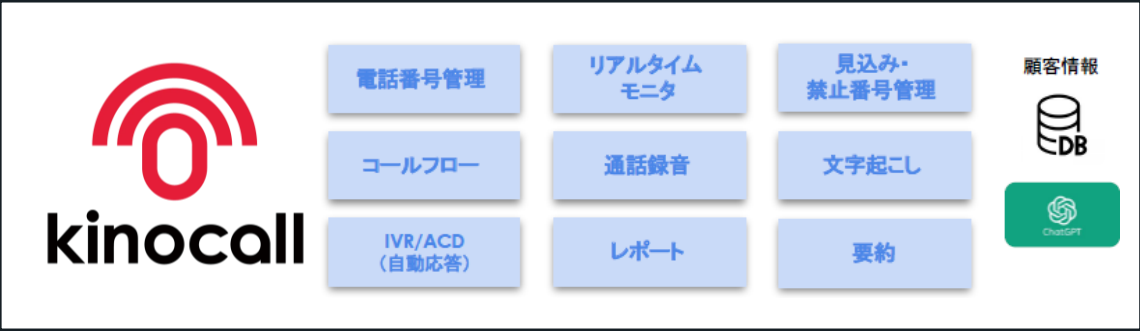 kinocall
電話番号管理
リアルタイム
モニタ
見込み・
禁止番号管理
コールフロー
通話録音
文字起こし
IVR/ACD
（自動応答）
レポート
要約
顧客情報
DB
ChatGPT